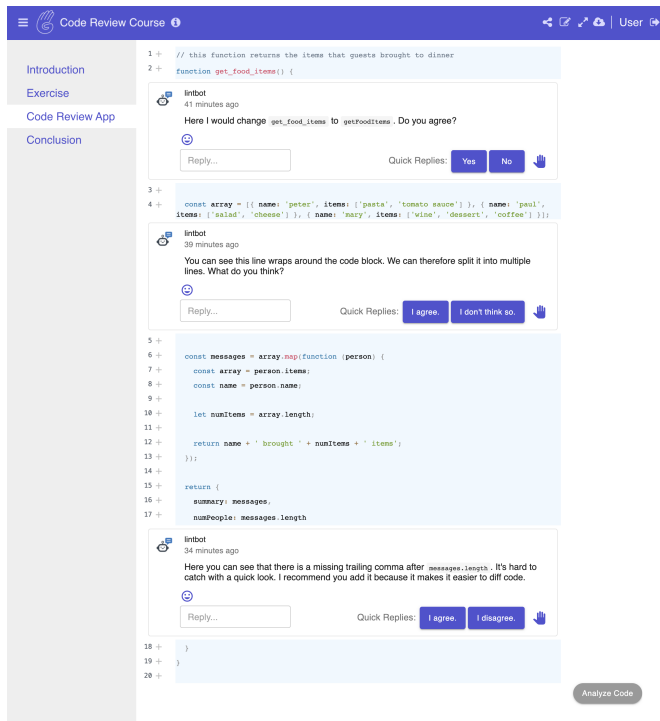 Code Review Course
User
Introduction
Exercise
Code Review App
Conclusion
1 + // this function returns the items that guests brought to dinner
2 + function get_food_items() {
lintbot
41 minutes ago
Here I would change get_food_items to getFoodItems . Do you agree?
Reply...
Quick Replies: Yes No
3 +
4 + const array = [{ name: 'peter', items: ['pasta', 'tomato sauce'] }, { name: 'paul',
items: ['salad', 'cheese'] }, { name: 'mary', items: ['wine', 'dessert', 'coffee'] }];
lintbot
39 minutes ago
You can see this line wraps around the code block. We can therefore split it into multiple
lines. What do you think?
Reply...
Quick Replies: I agree. I don't think so.
5 +
6 + const messages = array.map(function (person) {
7 + const array = person.items;
8 + const name = person.name;
9 +
10 + let numItems = array.length;
11 +
12 + return name + ' brought ' + numItems + ' items';
13 + });
14 +
15 + return {
16 + summary: messages,
17 + numPeople: messages.length
lintbot
34 minutes ago
Here you can see that there is a missing trailing comma after messages.length . It's hard to
catch with a quick look. I recommend you add it because it makes it easier to diff code.
Reply...
Quick Replies: I agree. I disagree.
18 + }
19 + }
20 +
Analyze Code